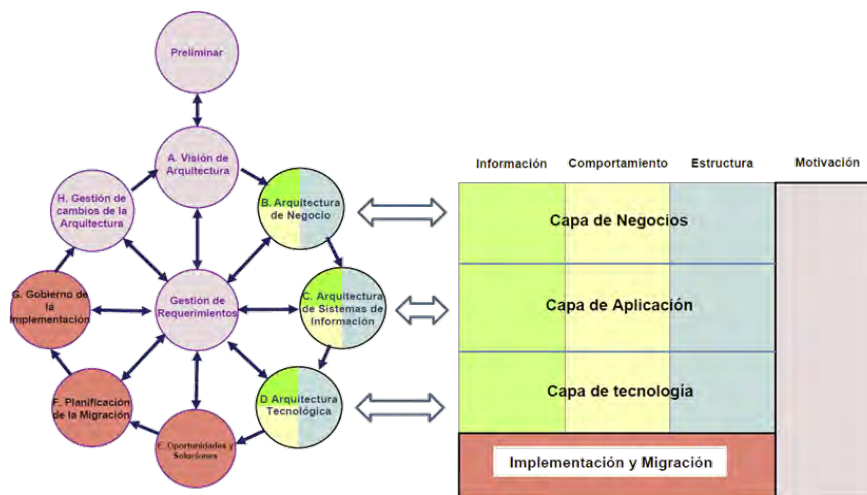 Preliminar
A. Visión de
Arquitectura
H. Gestión de
cambios de la
Arquitectura
B. Arquitectura
de Negocio
G. Gobierno de
la
Implementación
Gestión de
Requerimientos
C. Arquitectura
de Sistemas de
Información
F. Planificación
de la Migración
D Arquitectura
Tecnológica
E. Oportunidades y
Soluciones
Información
Comportamiento
Estructura
Motivación
Capa de Negocios
Capa de Aplicación
Capa de tecnología
Implementación y Migración